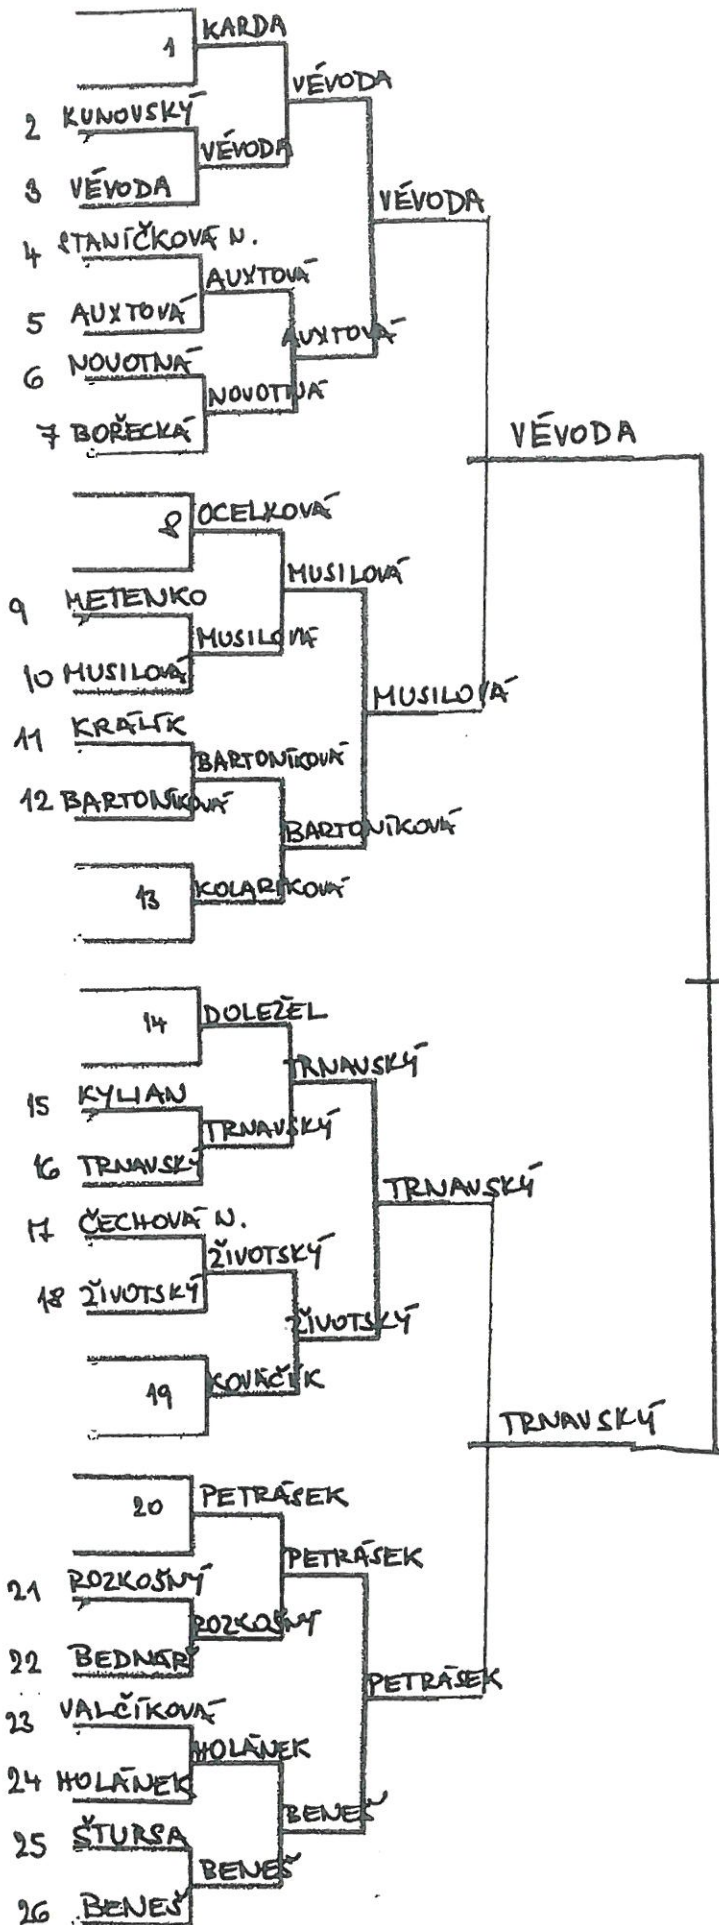 1 KARDA
VÉVODA
2 KUNOVSKÝ
VÉVODA
3 VÉVODA
VÉVODA
4 STANÍČKOVÁ N.
AUXTOVÁ
5 AUXTOVÁ
AUXTOVÁ
6 NOVOTNÁ
NOVOTNÁ
7 BOŘECKÁ
VÉVODA
8 OCELKOVÁ
MUSILOVÁ
9 METENKO
MUSILOVÁ
10 MUSILOVÁ
MUSILOVÁ
11 KRÁLÍK
BARTONÍKOVÁ
12 BARTONÍKOVÁ
BARTONÍKOVÁ
13 KOLARIKOVÁ
14 DOLEŽEL
TRNAVSKÝ
15 KYLIAN
TRNAVSKÝ
16 TRNAVSKÝ
TRNAVSKÝ
17 ČECHOVÁ N.
ŽIVOTSKÝ
18 ŽIVOTSKÝ
ŽIVOTSKÝ
19 KOVÁČÍK
TRNAVSKÝ
20 PETRÁSEK
PETRÁSEK
21 ROZKOŠNÝ
ROZKOŠNÝ
22 BEDNÁŘ
PETRÁSEK
23 VALČÍKOVÁ
HOLÁNEK
24 HOLÁNEK
BENEŠ
25 ŠTURSA
BENEŠ
26 BENEŠ